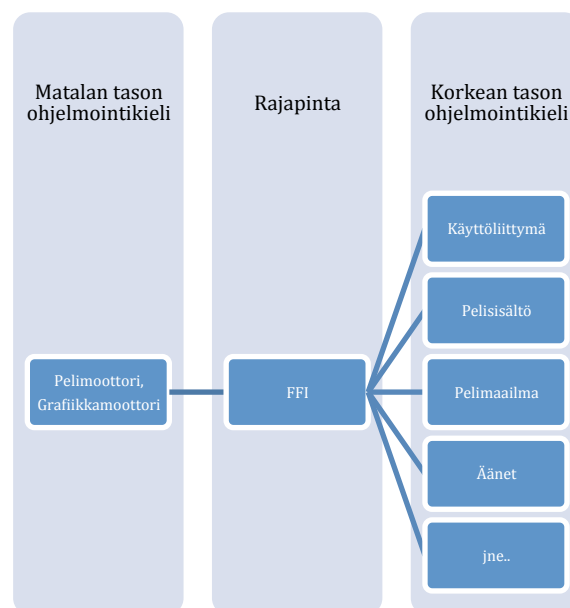 Matalan tason
ohjelmointikieli
Rajapinta
Korkean tason
ohjelmointikieli
Pelimoottori,
Grafiikkamoottori
FFI
Käyttöliittymä
Pelisisältö
Pelimaailma
Äänet
jne..